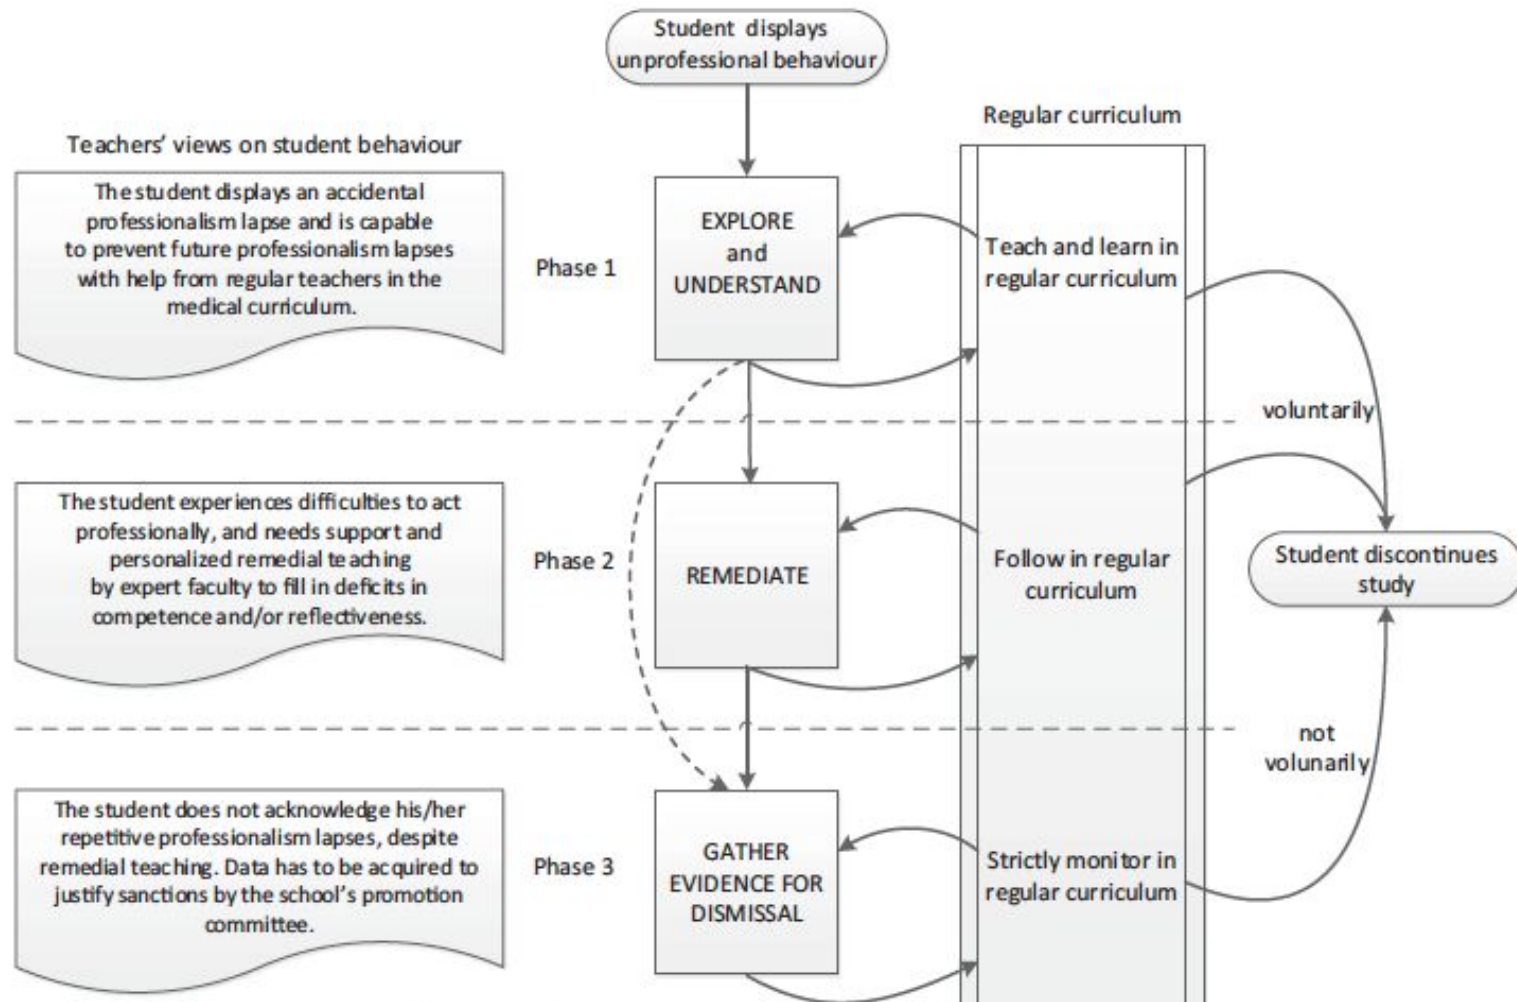 Student displays
unprofessional behaviour
Regular curriculum
Teachers' views on student behaviour
The student displays an accidental
professionalism lapse and is capable
to prevent future professionalism lapses
with help from regular teachers in the
medical curriculum.
Phase 1
EXPLORE
and
UNDERSTAND
Teach and learn in
regular curriculum
voluntarily
The student experiences difficulties to act
professionally, and needs support and
personalized remedial teaching
by expert faculty to fill in deficits in
competence and/or reflectiveness.
Phase 2
REMEDIATE
Follow in regular
curriculum
Student discontinues
study
not
volunarily
The student does not acknowledge his/her
repetitive professionalism lapses, despite
remedial teaching. Data has to be acquired to
justify sanctions by the school's promotion
committee.
Phase 3
GATHER
EVIDENCE FOR
DISMISSAL
Strictly monitor in
regular curriculum